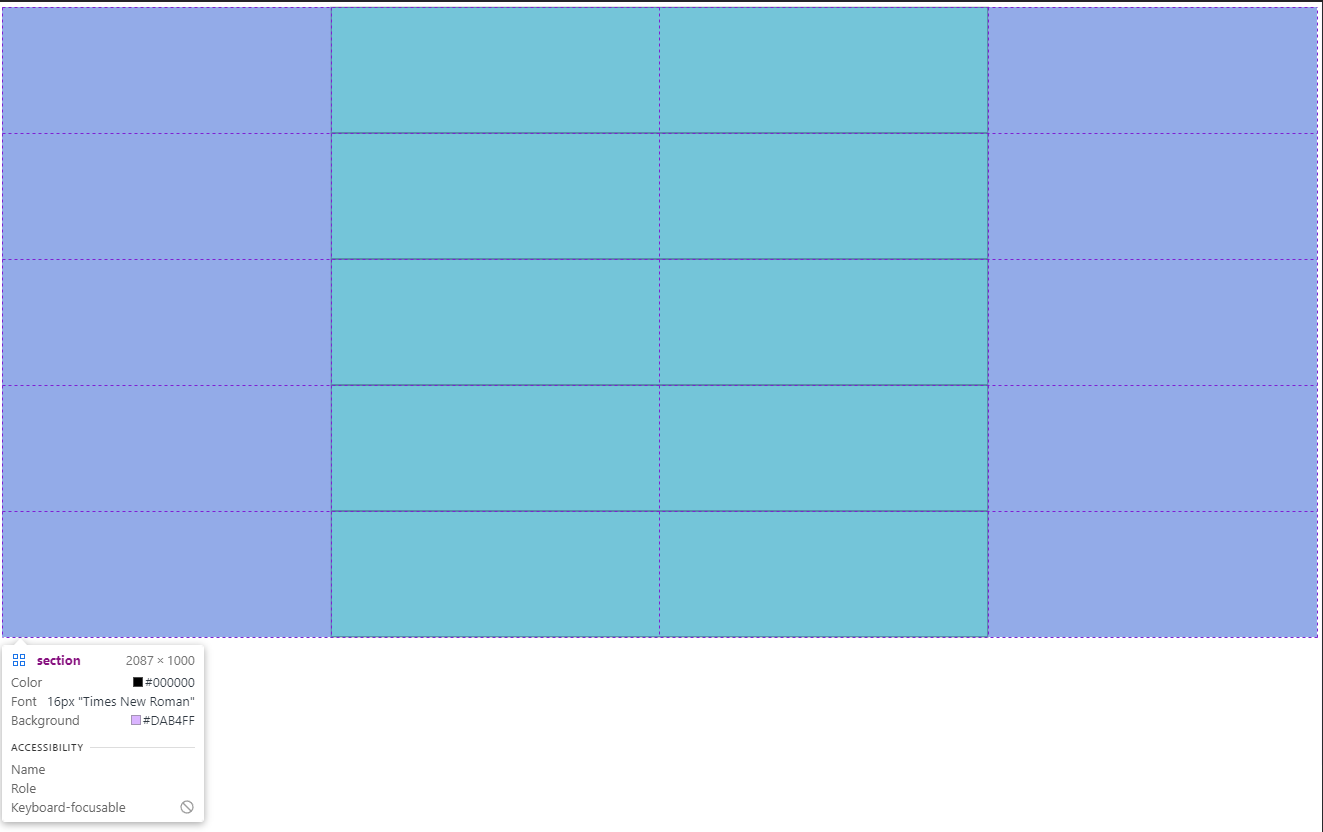 section 2087 × 1000
Color #000000
Font 16px "Times New Roman"
Background #DAB4FF
ACCESSIBILITY
Name
Role
Keyboard-focusable